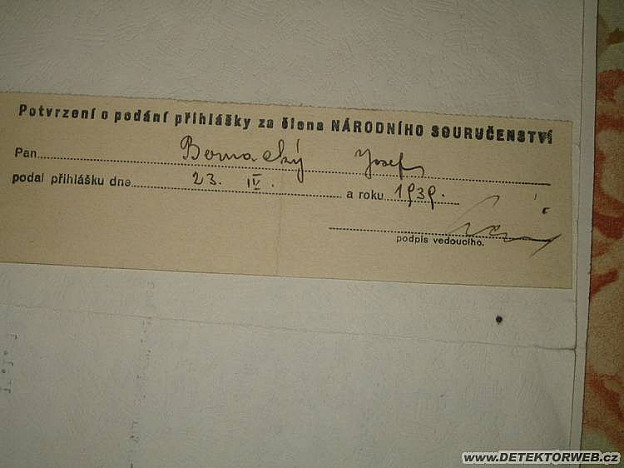 Potvrzení o podání přihlášky za člena NÁRODNÍHO SOURUČENSTVÍ
Pan Bernacký Josef
podal přihlášku dne 23. IV. a roku 1939.
podpis vedoucího.
www.DETEKTORWEB.cz